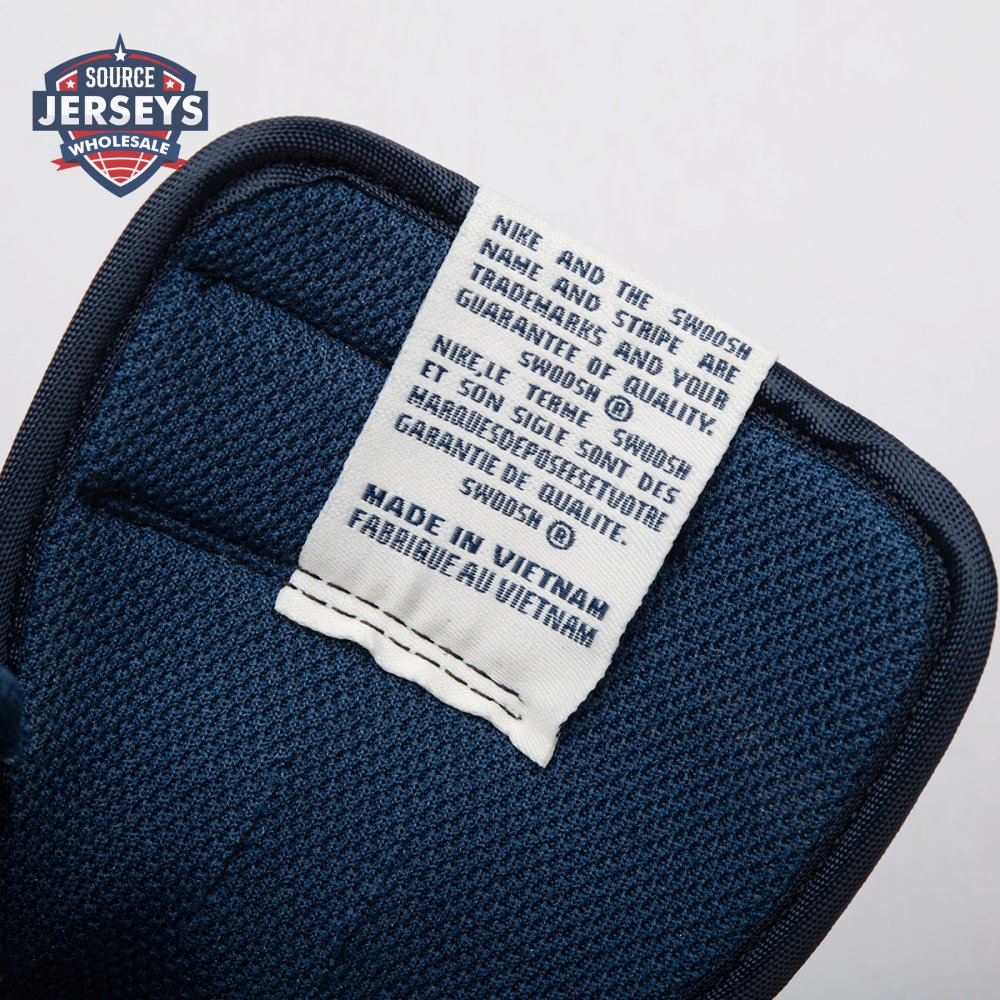 SOURCE
JERSEYS
WHOLESALE
NIKE AND THE SWOOSH
NAME AND STRIPE ARE
TRADEMARKS AND YOUR
GUARANTEE OF QUALITY.
SWOOSH ®
NIKE,LE TERME SWOOSH
ET SON SIGLE SONT DES
MARQUESDEPOSEESETVOTRE
GARANTIE DE QUALITE.
SWOOSH ®
MADE IN VIETNAM
FABRIQUE AU VIETNAM